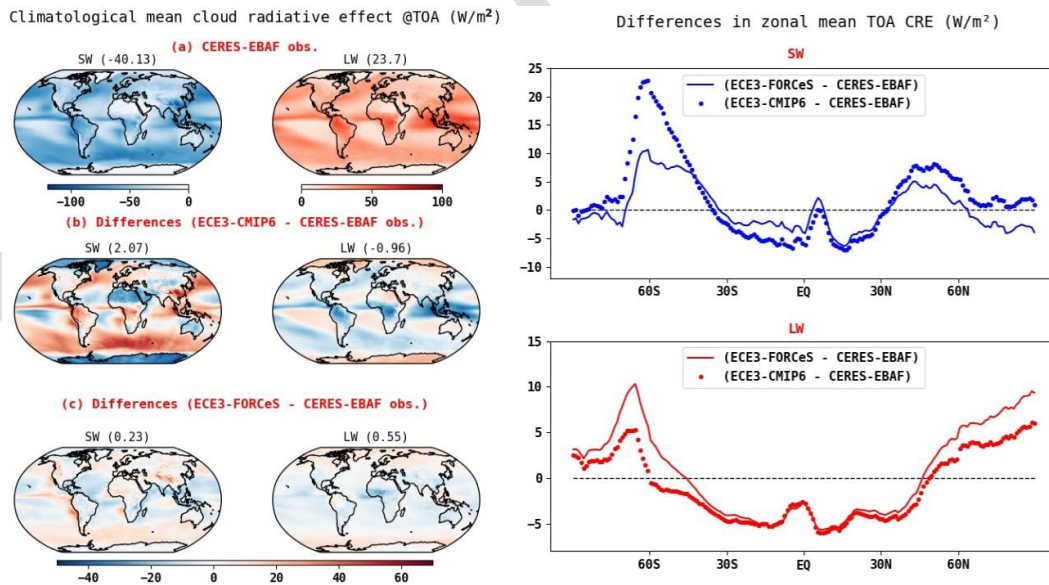 Climatological mean cloud radiative effect @TOA (W/m²)
(a) CERES-EBAF obs.
SW (-40.13)
LW (23.7)
−100 −50 0
0 50 100
(b) Differences (ECE3-CMIP6 - CERES-EBAF obs.)
SW (2.07)
LW (-0.96)
(c) Differences (ECE3-FORCeS - CERES-EBAF obs.)
SW (0.23)
LW (0.55)
−40 −20 0 20 40 60
Differences in zonal mean TOA CRE (W/m²)
SW
25
20
15
10
5
0
−5
−10
(ECE3-FORCeS - CERES-EBAF)
(ECE3-CMIP6 - CERES-EBAF)
60S 30S EQ 30N 60N
LW
15
10
5
0
−5
(ECE3-FORCeS - CERES-EBAF)
(ECE3-CMIP6 - CERES-EBAF)
60S 30S EQ 30N 60N